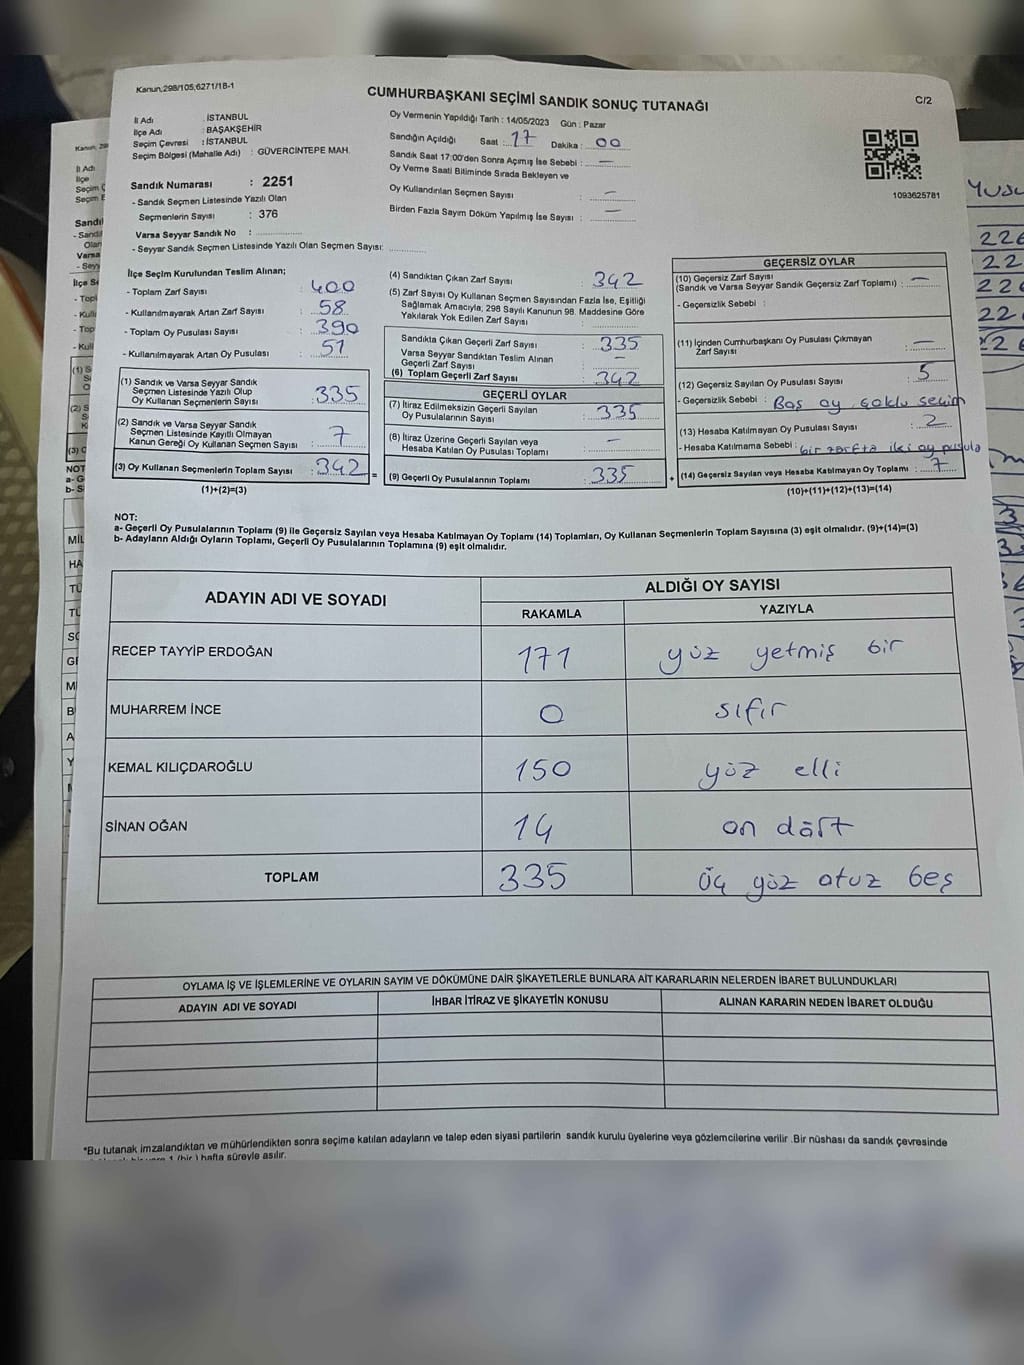 Kanun,298/105;6271/18-1
CUMHURBAŞKANI SEÇİMİ SANDIK SONUÇ TUTANAĞI
C/2
İl Adı : İSTANBUL
İlçe Adı : BAŞAKŞEHİR
Seçim Çevresi : İSTANBUL
Seçim Bölgesi (Mahalle Adı) : GÜVERCİNTEPE MAH.
Sandık Numarası : 2251
- Sandık Seçmen Listesinde Yazılı Olan
Seçmenlerin Sayısı : 376
Varsa Seyyar Sandık No :
- Seyyar Sandık Seçmen Listesinde Yazılı Olan Seçmen Sayısı:
Oy Vermenin Yapıldığı Tarih : 14/05/2023 Gün : Pazar
Sandığın Açıldığı Saat : 17 Dakika : 00
Sandık Saat 17:00'den Sonra Açımış İse Sebebi : —
Oy Verme Saati Bitiminde Sırada Bekleyen ve
Oy Kullandırılan Seçmen Sayısı : —
Birden Fazla Sayım Döküm Yapılmış İse Sayısı : —
1093625781
İlçe Seçim Kurulundan Teslim Alınan;
- Toplam Zarf Sayısı : 400
- Kullanılmayarak Artan Zarf Sayısı : 58
- Toplam Oy Pusulası Sayısı : 390
- Kullanılmayarak Artan Oy Pusulası : 51
(1) Sandık ve Varsa Seyyar Sandık
Seçmen Listesinde Yazılı Olup
Oy Kullanan Seçmenlerin Sayısı : 335
(2) Sandık ve Varsa Seyyar Sandık
Seçmen Listesinde Kayıtlı Olmayan
Kanun Gereği Oy Kullanan Seçmen Sayısı : 7
(3) Oy Kullanan Seçmenlerin Toplam Sayısı : 342 =
(1)+(2)=(3)
(4) Sandıktan Çıkan Zarf Sayısı : 342
(5) Zarf Sayısı Oy Kullanan Seçmen Sayısından Fazla İse, Eşitliği
Sağlamak Amacıyla, 298 Sayılı Kanunun 98. Maddesine Göre
Yakılarak Yok Edilen Zarf Sayısı :
Sandıkta Çıkan Geçerli Zarf Sayısı : 335
Varsa Seyyar Sandıktan Teslim Alınan
Geçerli Zarf Sayısı : —
(6) Toplam Geçerli Zarf Sayısı : 342
GEÇERLİ OYLAR
(7) İtiraz Edilmeksizin Geçerli Sayılan
Oy Pusulalarının Sayısı : 335
(8) İtiraz Üzerine Geçerli Sayılan veya
Hesaba Katılan Oy Pusulası Toplamı : —
(9) Geçerli Oy Pusulalarının Toplamı : 335 +
GEÇERSİZ OYLAR
(10) Geçersiz Zarf Sayısı
(Sandık ve Varsa Seyyar Sandık Geçersiz Zarf Toplamı) : —
- Geçersizlik Sebebi :
(11) İçinden Cumhurbaşkanı Oy Pusulası Çıkmayan
Zarf Sayısı : —
(12) Geçersiz Sayılan Oy Pusulası Sayısı : 5
- Geçersizlik Sebebi : Boş oy, çoklu seçim
(13) Hesaba Katılmayan Oy Pusulası Sayısı : 2
- Hesaba Katılmama Sebebi : bir zarfta iki oy pusula
(14) Geçersiz Sayılan veya Hesaba Katılmayan Oy Toplamı : 7
(10)+(11)+(12)+(13)=(14)
NOT:
a- Geçerli Oy Pusulalarının Toplamı (9) ile Geçersiz Sayılan veya Hesaba Katılmayan Oy Toplamı (14) Toplamları, Oy Kullanan Seçmenlerin Toplam Sayısına (3) eşit olmalıdır. (9)+(14)=(3)
b- Adayların Aldığı Oyların Toplamı, Geçerli Oy Pusulalarının Toplamına (9) eşit olmalıdır.
ADAYIN ADI VE SOYADI
ALDIĞI OY SAYISI
RAKAMLA YAZIYLA
RECEP TAYYİP ERDOĞAN 171 yüz yetmiş bir
MUHARREM İNCE 0 sıfır
KEMAL KILIÇDAROĞLU 150 yüz elli
SİNAN OĞAN 14 on dört
TOPLAM 335 üç yüz otuz beş
OYLAMA İŞ VE İŞLEMLERİNE VE OYLARIN SAYIM VE DÖKÜMÜNE DAİR ŞİKAYETLERLE BUNLARA AİT KARARLARIN NELERDEN İBARET BULUNDUKLARI
ADAYIN ADI VE SOYADI İHBAR İTİRAZ VE ŞİKAYETİN KONUSU ALINAN KARARIN NEDEN İBARET OLDUĞU
*Bu tutanak imzalandıktan ve mühürlendikten sonra seçime katılan adayların ve talep eden siyasi partilerin sandık kurulu üyelerine veya gözlemcilerine verilir .Bir nüshası da sandık çevresinde
1 (bir ) hafta süreyle asılır.